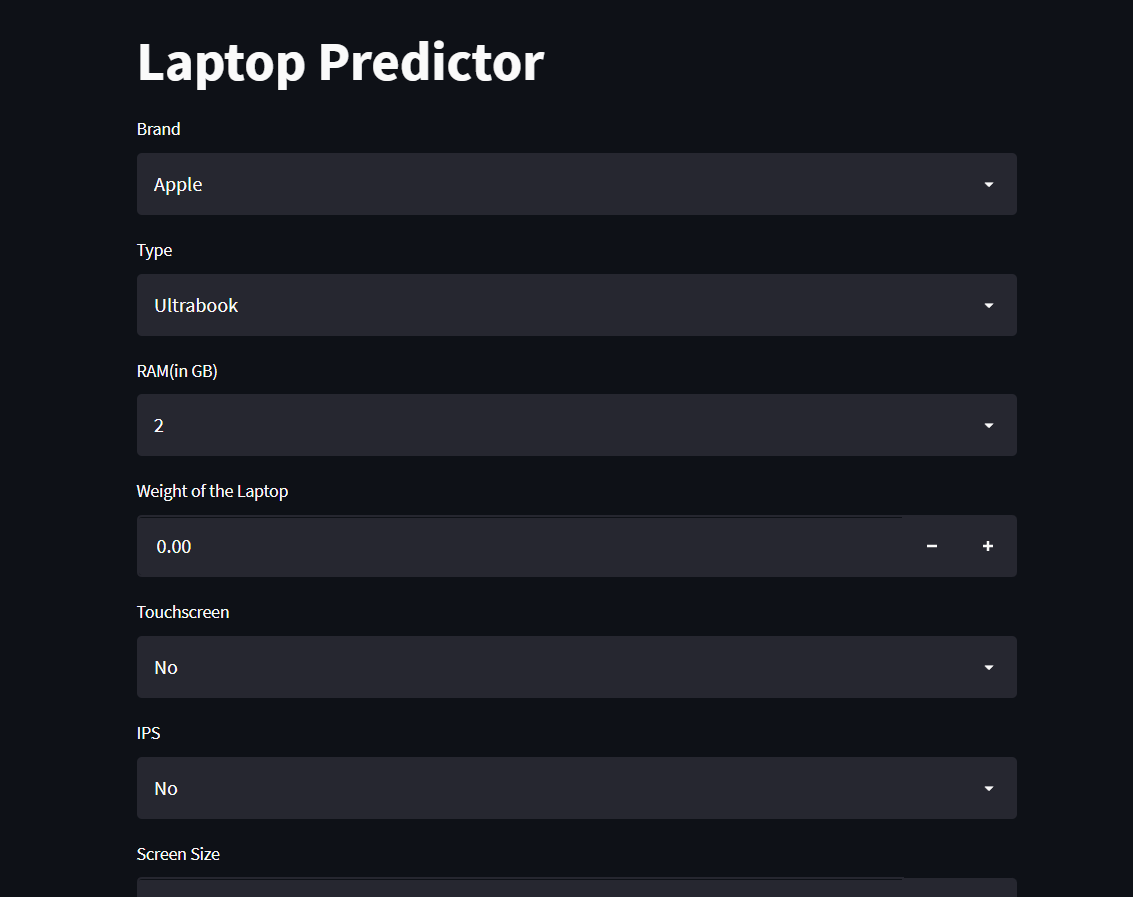 Laptop Predictor
Brand
Apple
Type
Ultrabook
RAM(in GB)
2
Weight of the Laptop
0.00
Touchscreen
No
IPS
No
Screen Size